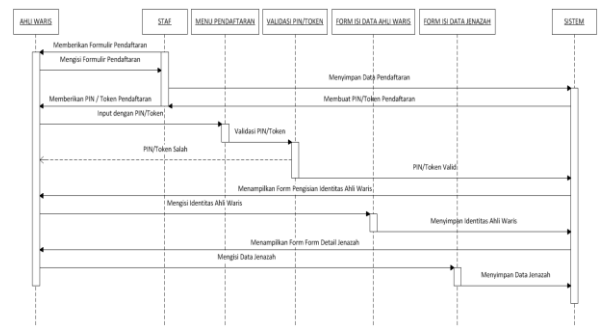 AHLI WARIS
STAF
MENU PENDAFTARAN
VALIDASI PIN/TOKEN
FORM ISI DATA AHLI WARIS
FORM ISI DATA JENAZAH
SISTEM
Memberikan Formulir Pendaftaran
Mengisi Formulir Pendaftaran
Menyimpan Data Pendaftaran
Memberikan PIN / Token Pendaftaran
Membuat PIN/Token Pendaftaran
Input dengan PIN/Token
Validasi PIN/Token
PIN/Token Salah
PIN/Token Valid
Menampilkan Form Pengisian Identitas Ahli Waris
Mengisi Identitas Ahli Waris
Menyimpan Identitas Ahli Waris
Menampilkan Form Form Detail Jenazah
Mengisi Data Jenazah
Menyimpan Data Jenazah